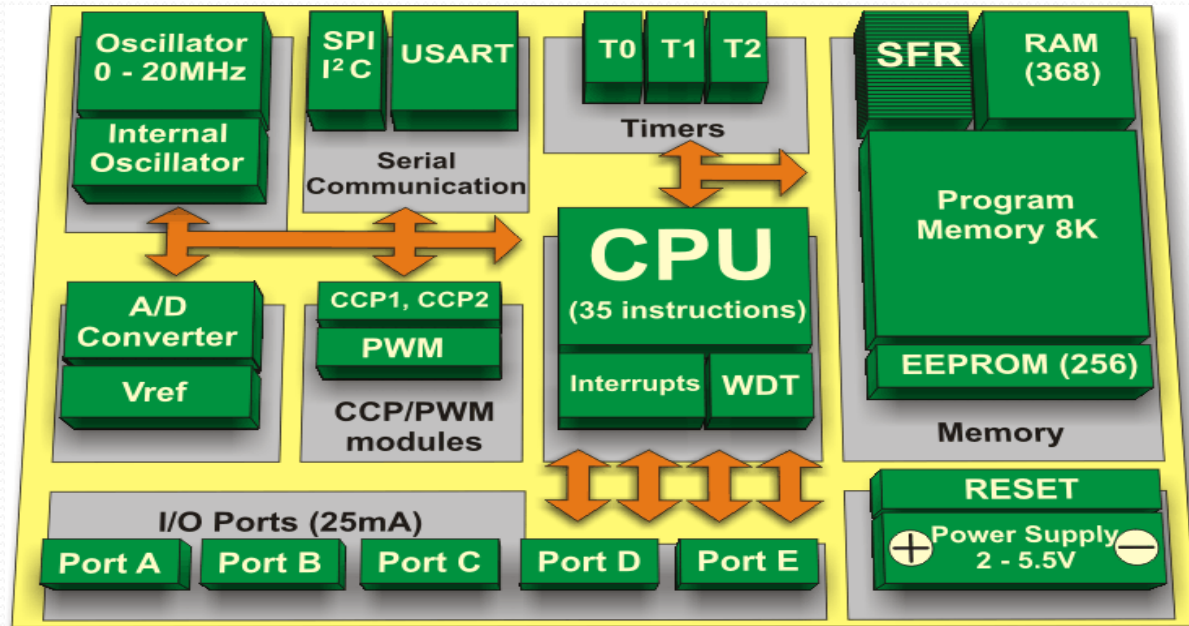 Oscillator
0 - 20MHz
Internal
Oscillator
SPI
I² C
USART
Serial
Communication
T0
T1
T2
Timers
SFR
RAM
(368)
Program
Memory 8K
EEPROM (256)
Memory
CPU
(35 instructions)
Interrupts
WDT
A/D
Converter
Vref
CCP1, CCP2
PWM
CCP/PWM
modules
I/O Ports (25mA)
Port A
Port B
Port C
Port D
Port E
RESET
+
Power Supply
2 - 5.5V
−